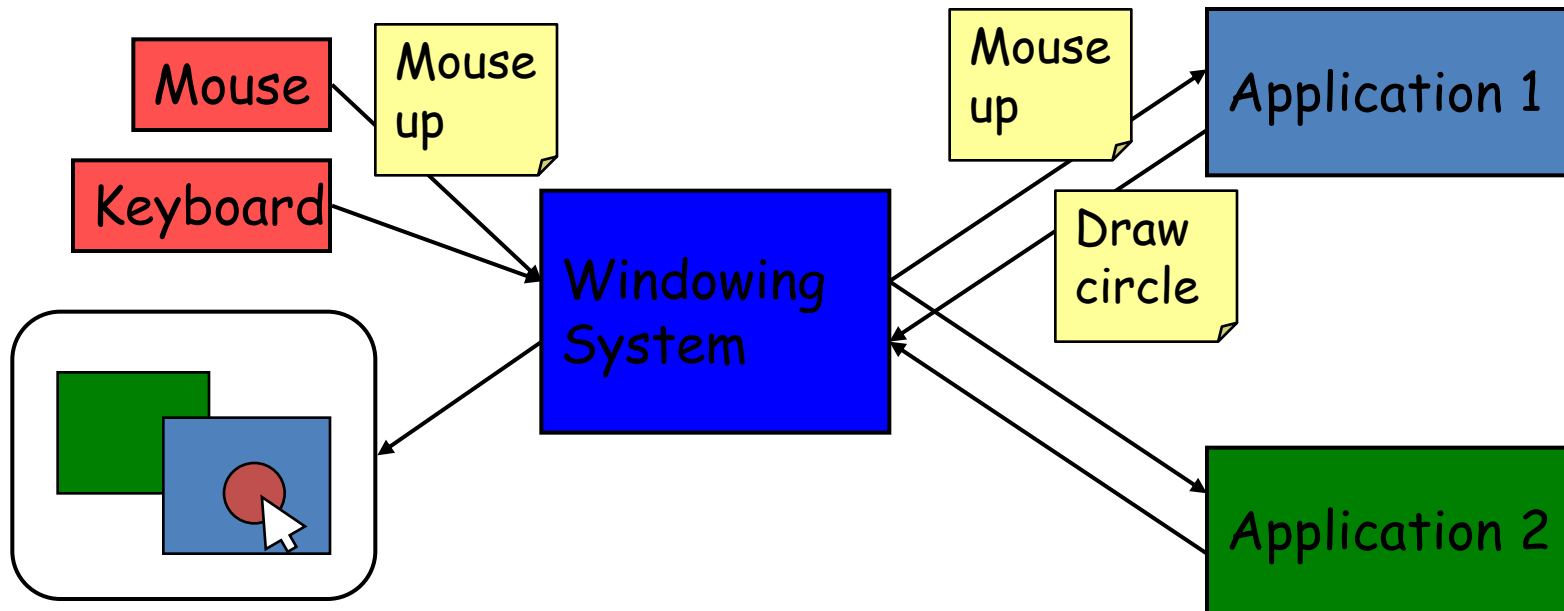 Mouse
Mouse
up
Keyboard
Windowing
System
Mouse
up
Application 1
Draw
circle
Application 2